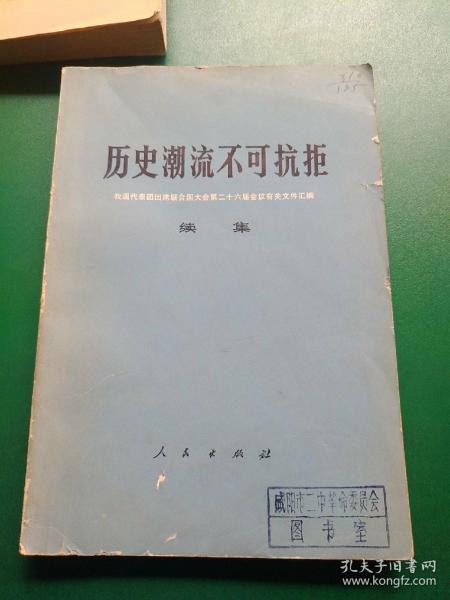 310
135
历史潮流不可抗拒
我国代表团出席联合国大会第二十六届会议有关文件汇编
续集
人民出版社
咸阳市二中革命委员会
图书室
孔夫子旧书网
www.kongfz.com